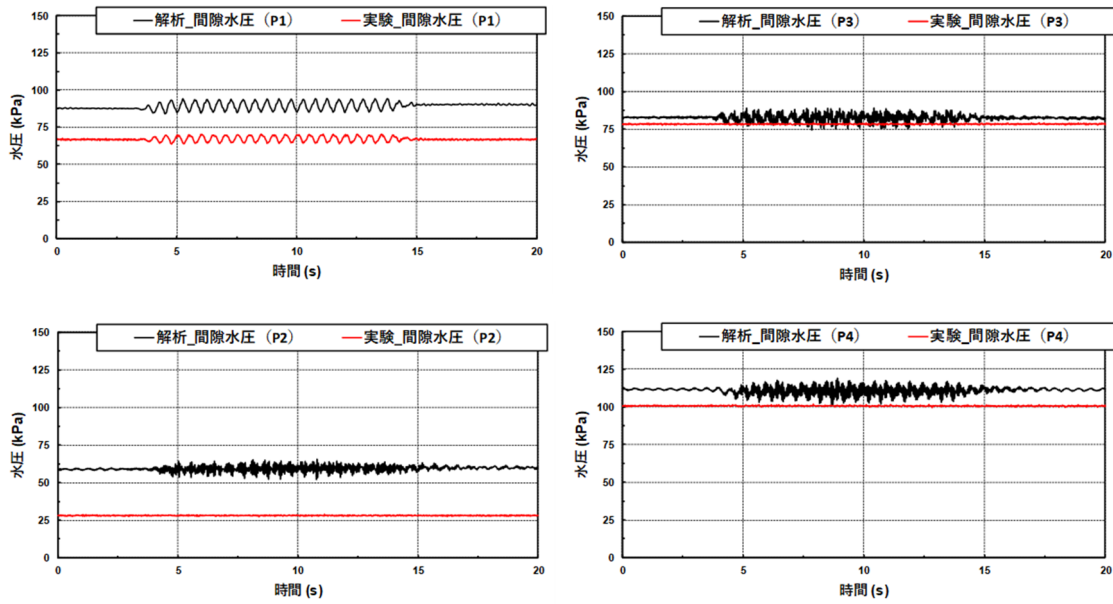 解析_間隙水圧（P1） 実験_間隙水圧（P1）
150
125
100
75
50
25
0
水圧 (kPa)
0 5 10 15 20
時間 (s)
解析_間隙水圧（P3） 実験_間隙水圧（P3）
150
125
100
75
50
25
0
水圧 (kPa)
0 5 10 15 20
時間 (s)
解析_間隙水圧（P2） 実験_間隙水圧（P2）
150
125
100
75
50
25
0
水圧 (kPa)
0 5 10 15 20
時間 (s)
解析_間隙水圧（P4） 実験_間隙水圧（P4）
150
125
100
75
50
25
0
水圧 (kPa)
0 5 10 15 20
時間 (s)